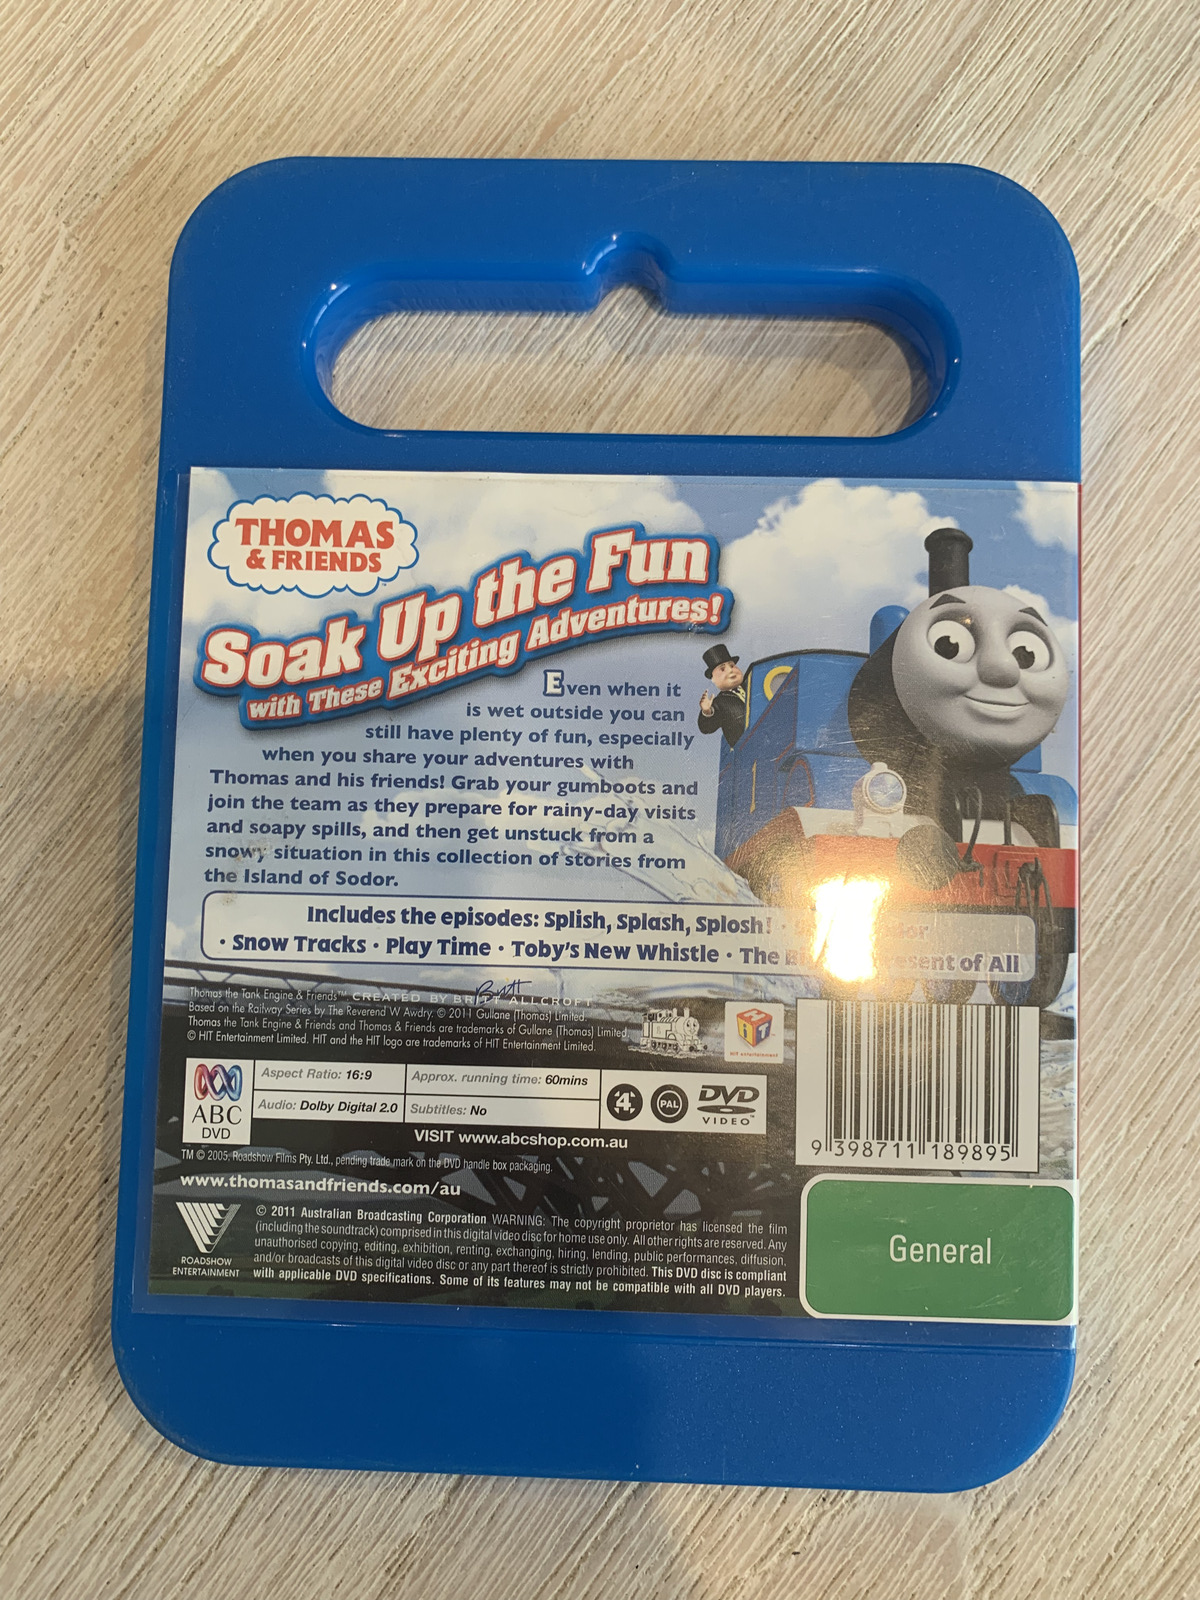 THOMAS
& FRIENDS
Soak Up the Fun
with These Exciting Adventures!
Even when it
is wet outside you can
still have plenty of fun, especially
when you share your adventures with
Thomas and his friends! Grab your gumboots and
join the team as they prepare for rainy-day visits
and soapy spills, and then get unstuck from a
snowy situation in this collection of stories from
the Island of Sodor.
Includes the episodes: Splish, Splash, Splosh! ·
· Snow Tracks · Play Time · Toby's New Whistle · The Present of All
Thomas the Tank Engine & Friends™ CREATED BY BRITT ALLCROFT
Based on the Railway Series by The Reverend W Awdry. © 2011 Gullane (Thomas) Limited.
Thomas the Tank Engine & Friends and Thomas & Friends are trademarks of Gullane (Thomas) Limited.
© HIT Entertainment Limited. HIT and the HIT logo are trademarks of HIT Entertainment Limited.
HIT
HIT entertainment
ABC
DVD
Aspect Ratio: 16:9
Approx. running time: 60mins
Audio: Dolby Digital 2.0
Subtitles: No
4
PAL
DVD
VIDEO™
VISIT www.abcshop.com.au
9 398711 189895
TM © 2005, Roadshow Films Pty. Ltd., pending trade mark on the DVD handle box packaging.
www.thomasandfriends.com/au
ROADSHOW
ENTERTAINMENT
© 2011 Australian Broadcasting Corporation WARNING: The copyright proprietor has licensed the film
(including the soundtrack) comprised in this digital video disc for home use only. All other rights are reserved. Any
unauthorised copying, editing, exhibition, renting, exchanging, hiring, lending, public performances, diffusion,
and/or broadcasts of this digital video disc or any part thereof is strictly prohibited. This DVD disc is compliant
with applicable DVD specifications. Some of its features may not be compatible with all DVD players.
General